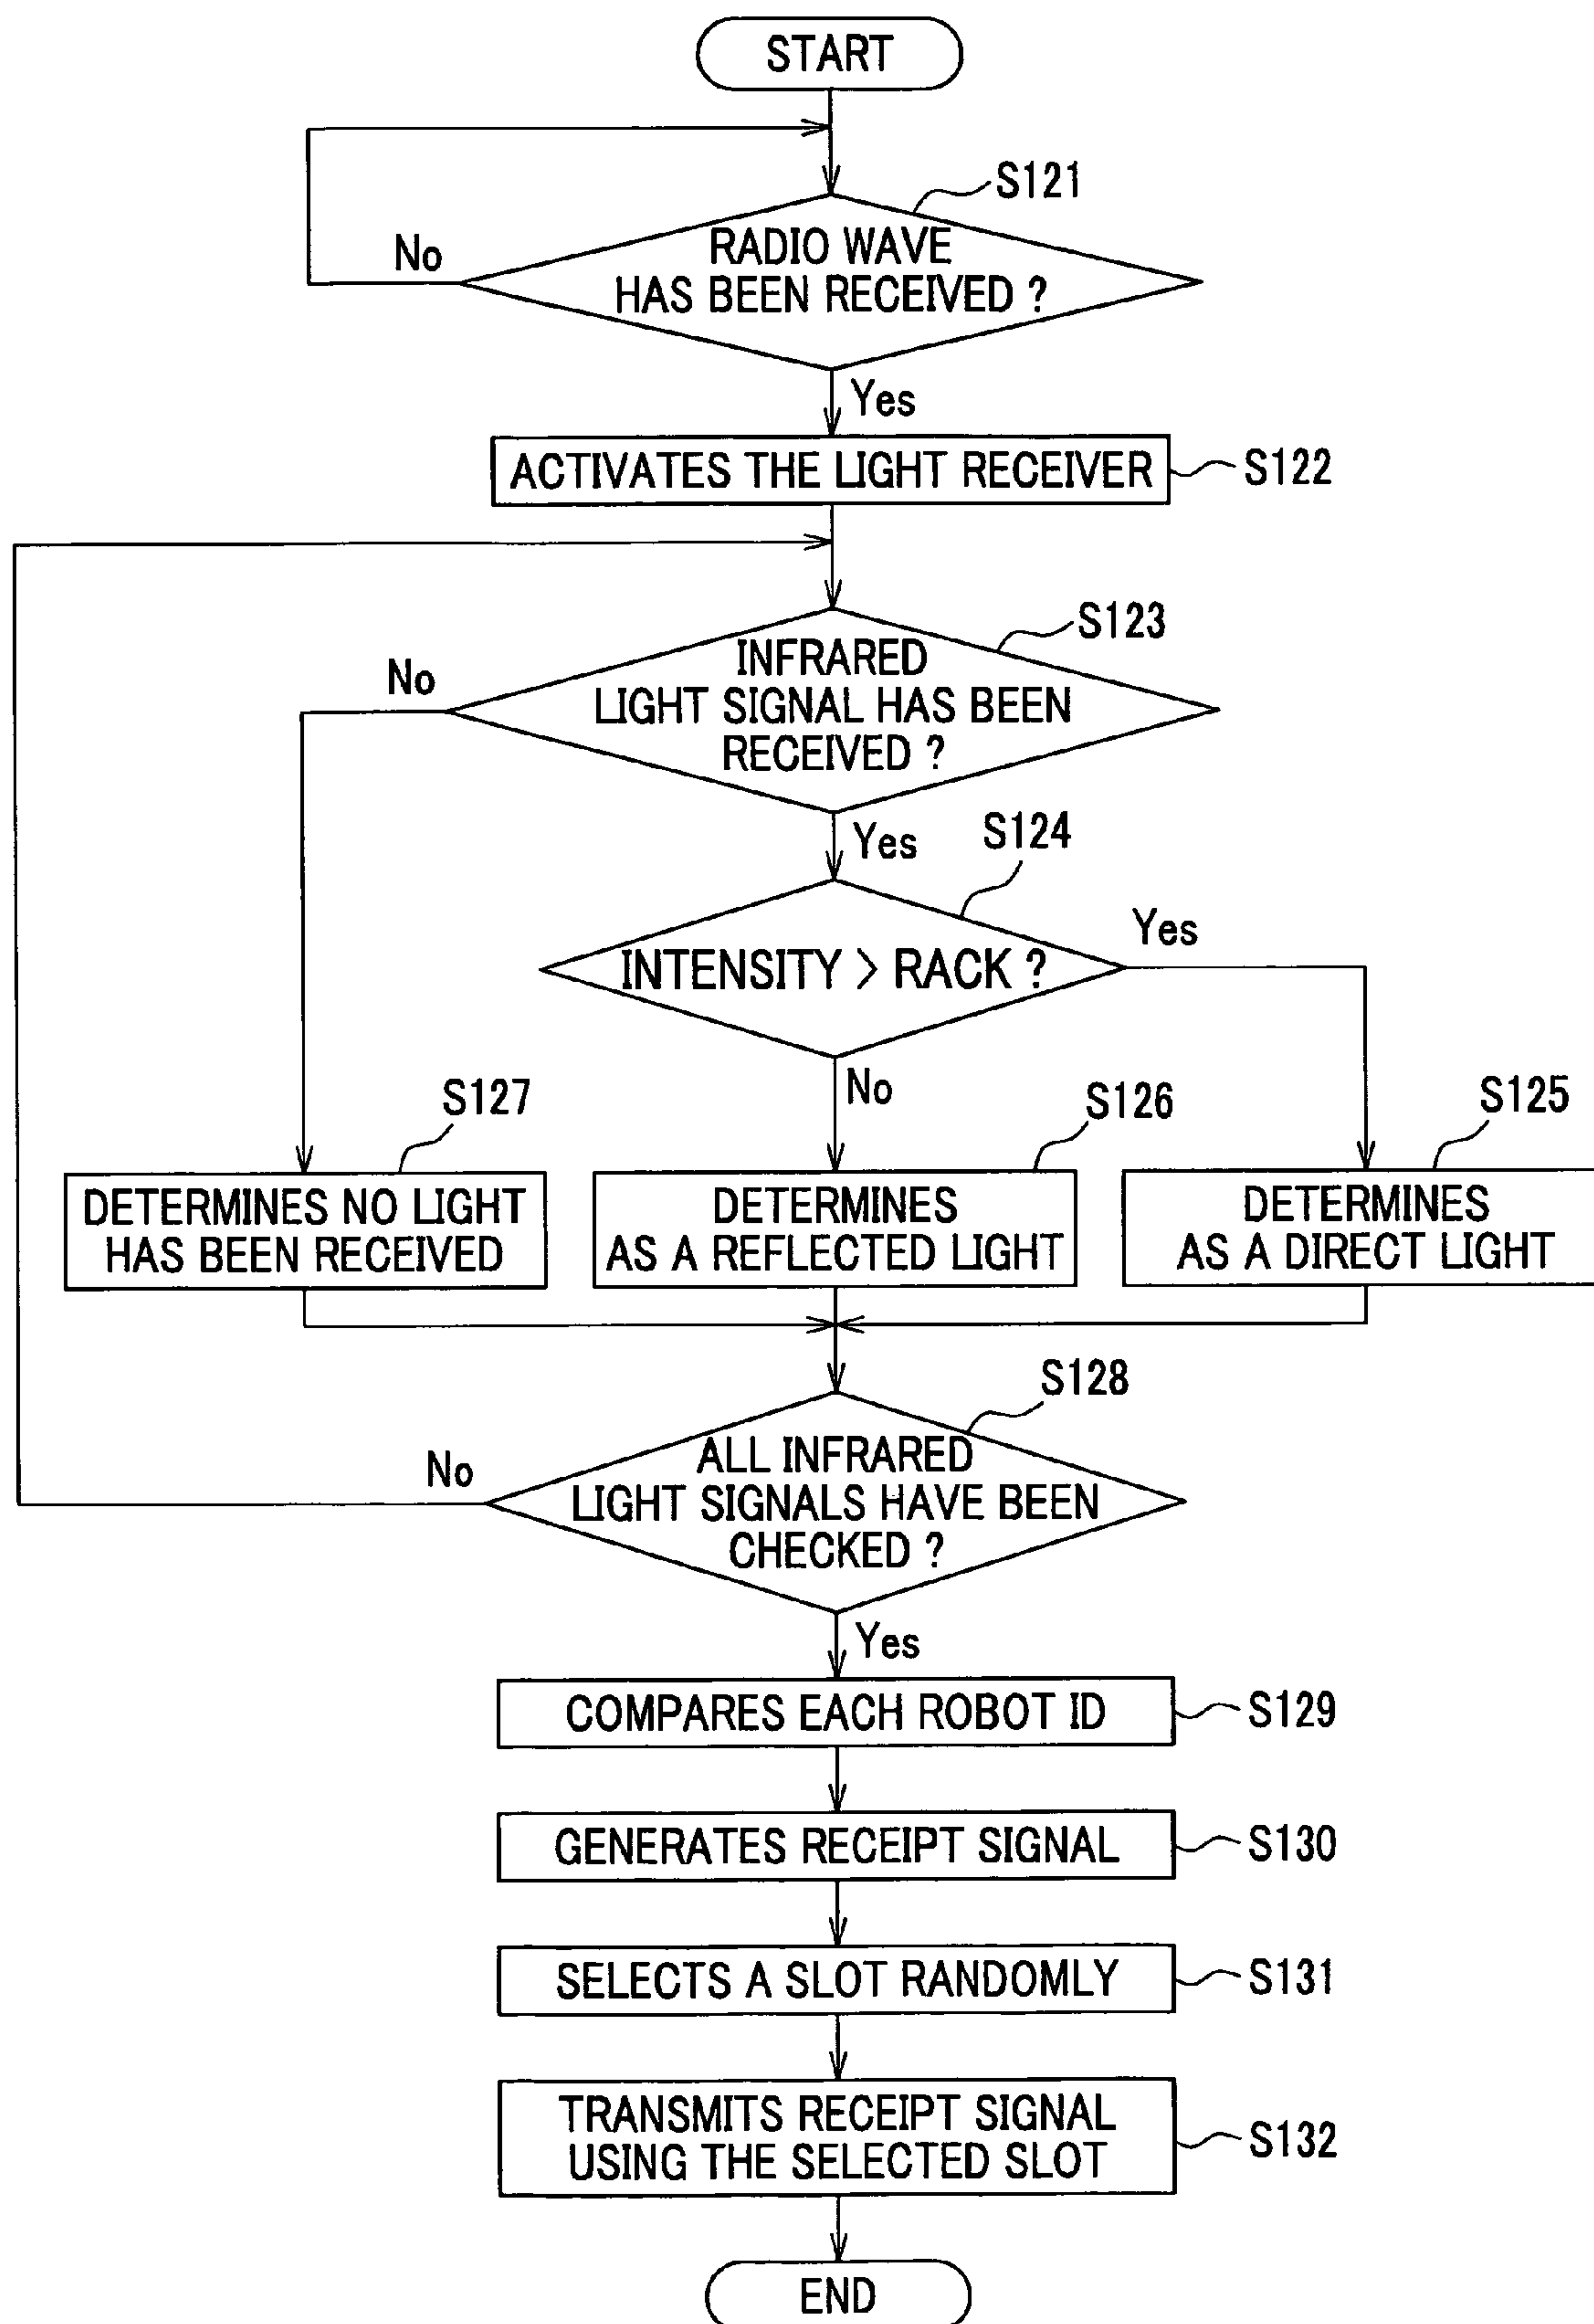 START
S121
No
RADIO WAVE
HAS BEEN RECEIVED ?
Yes
ACTIVATES THE LIGHT RECEIVER
S122
S123
No
INFRARED
LIGHT SIGNAL HAS BEEN
RECEIVED ?
Yes
S124
INTENSITY > RACK ?
Yes
No
S127
S126
S125
DETERMINES NO LIGHT
HAS BEEN RECEIVED
DETERMINES
AS A REFLECTED LIGHT
DETERMINES
AS A DIRECT LIGHT
S128
No
ALL INFRARED
LIGHT SIGNALS HAVE BEEN
CHECKED ?
Yes
COMPARES EACH ROBOT ID
S129
GENERATES RECEIPT SIGNAL
S130
SELECTS A SLOT RANDOMLY
S131
TRANSMITS RECEIPT SIGNAL
USING THE SELECTED SLOT
S132
END